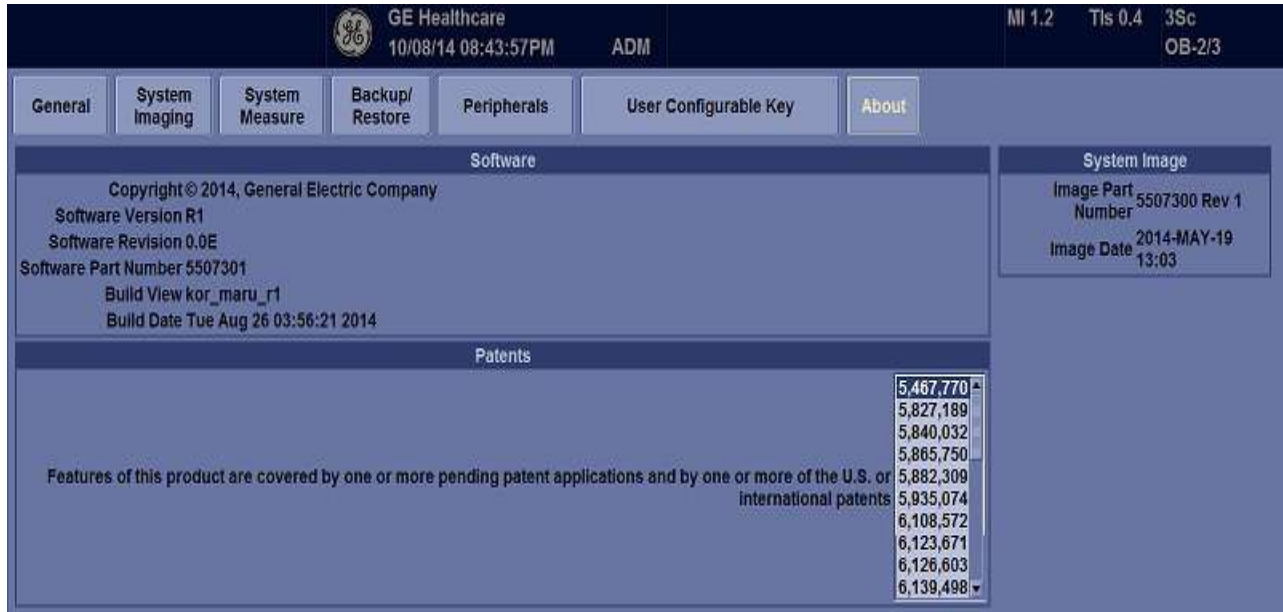 GE Healthcare
10/08/14 08:43:57PM ADM
MI 1.2 TIs 0.4 3Sc
OB-2/3
General
System
Imaging
System
Measure
Backup/
Restore
Peripherals
User Configurable Key
About
Software
Copyright © 2014, General Electric Company
Software Version R1
Software Revision 0.0E
Software Part Number 5507301
Build View kor_maru_r1
Build Date Tue Aug 26 03:56:21 2014
System Image
Image Part
Number 5507300 Rev 1
Image Date 2014-MAY-19
13:03
Patents
Features of this product are covered by one or more pending patent applications and by one or more of the U.S. or
international patents
5,467,770
5,827,189
5,840,032
5,865,750
5,882,309
5,935,074
6,108,572
6,123,671
6,126,603
6,139,498